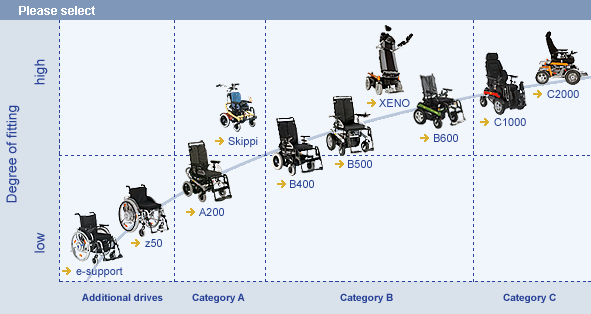 Please select
high
C2000
XENO
C1000
Skippi
B600
Degree of fitting
B500
B400
A200
low
z50
e-support
Additional drives
Category A
Category B
Category C